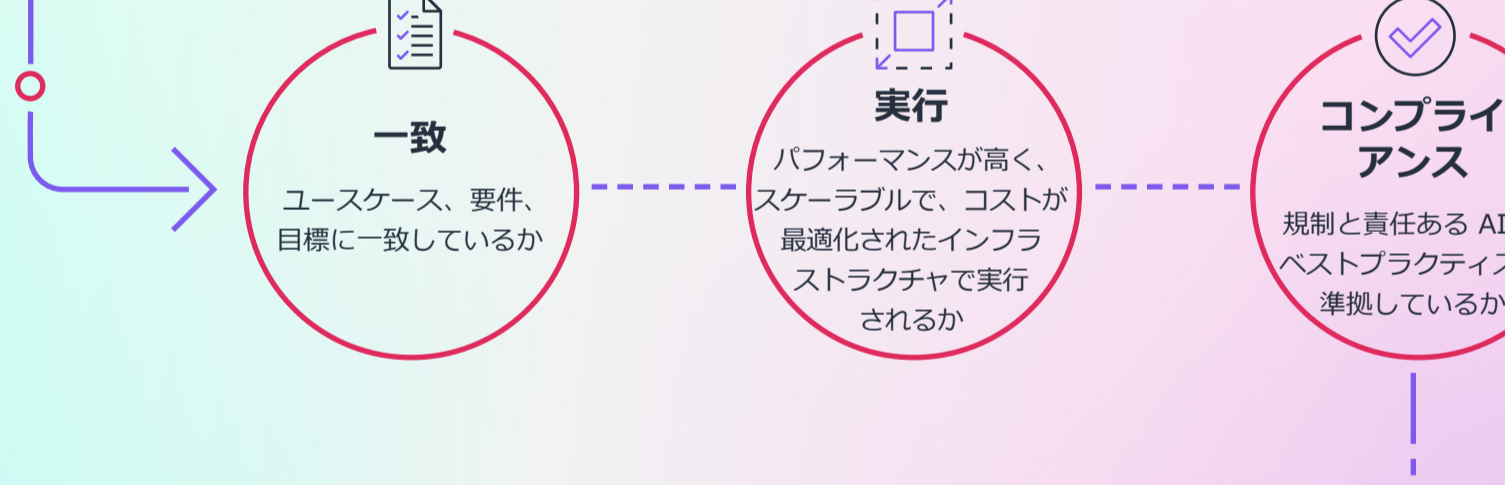 一致
ユースケース、要件、
目標に一致しているか
実行
パフォーマンスが高く、
スケーラブルで、コストが
最適化されたインフラ
ストラクチャで実行
されるか
コンプライ
アンス
規制と責任ある AI
ベストプラクティス
準拠しているか